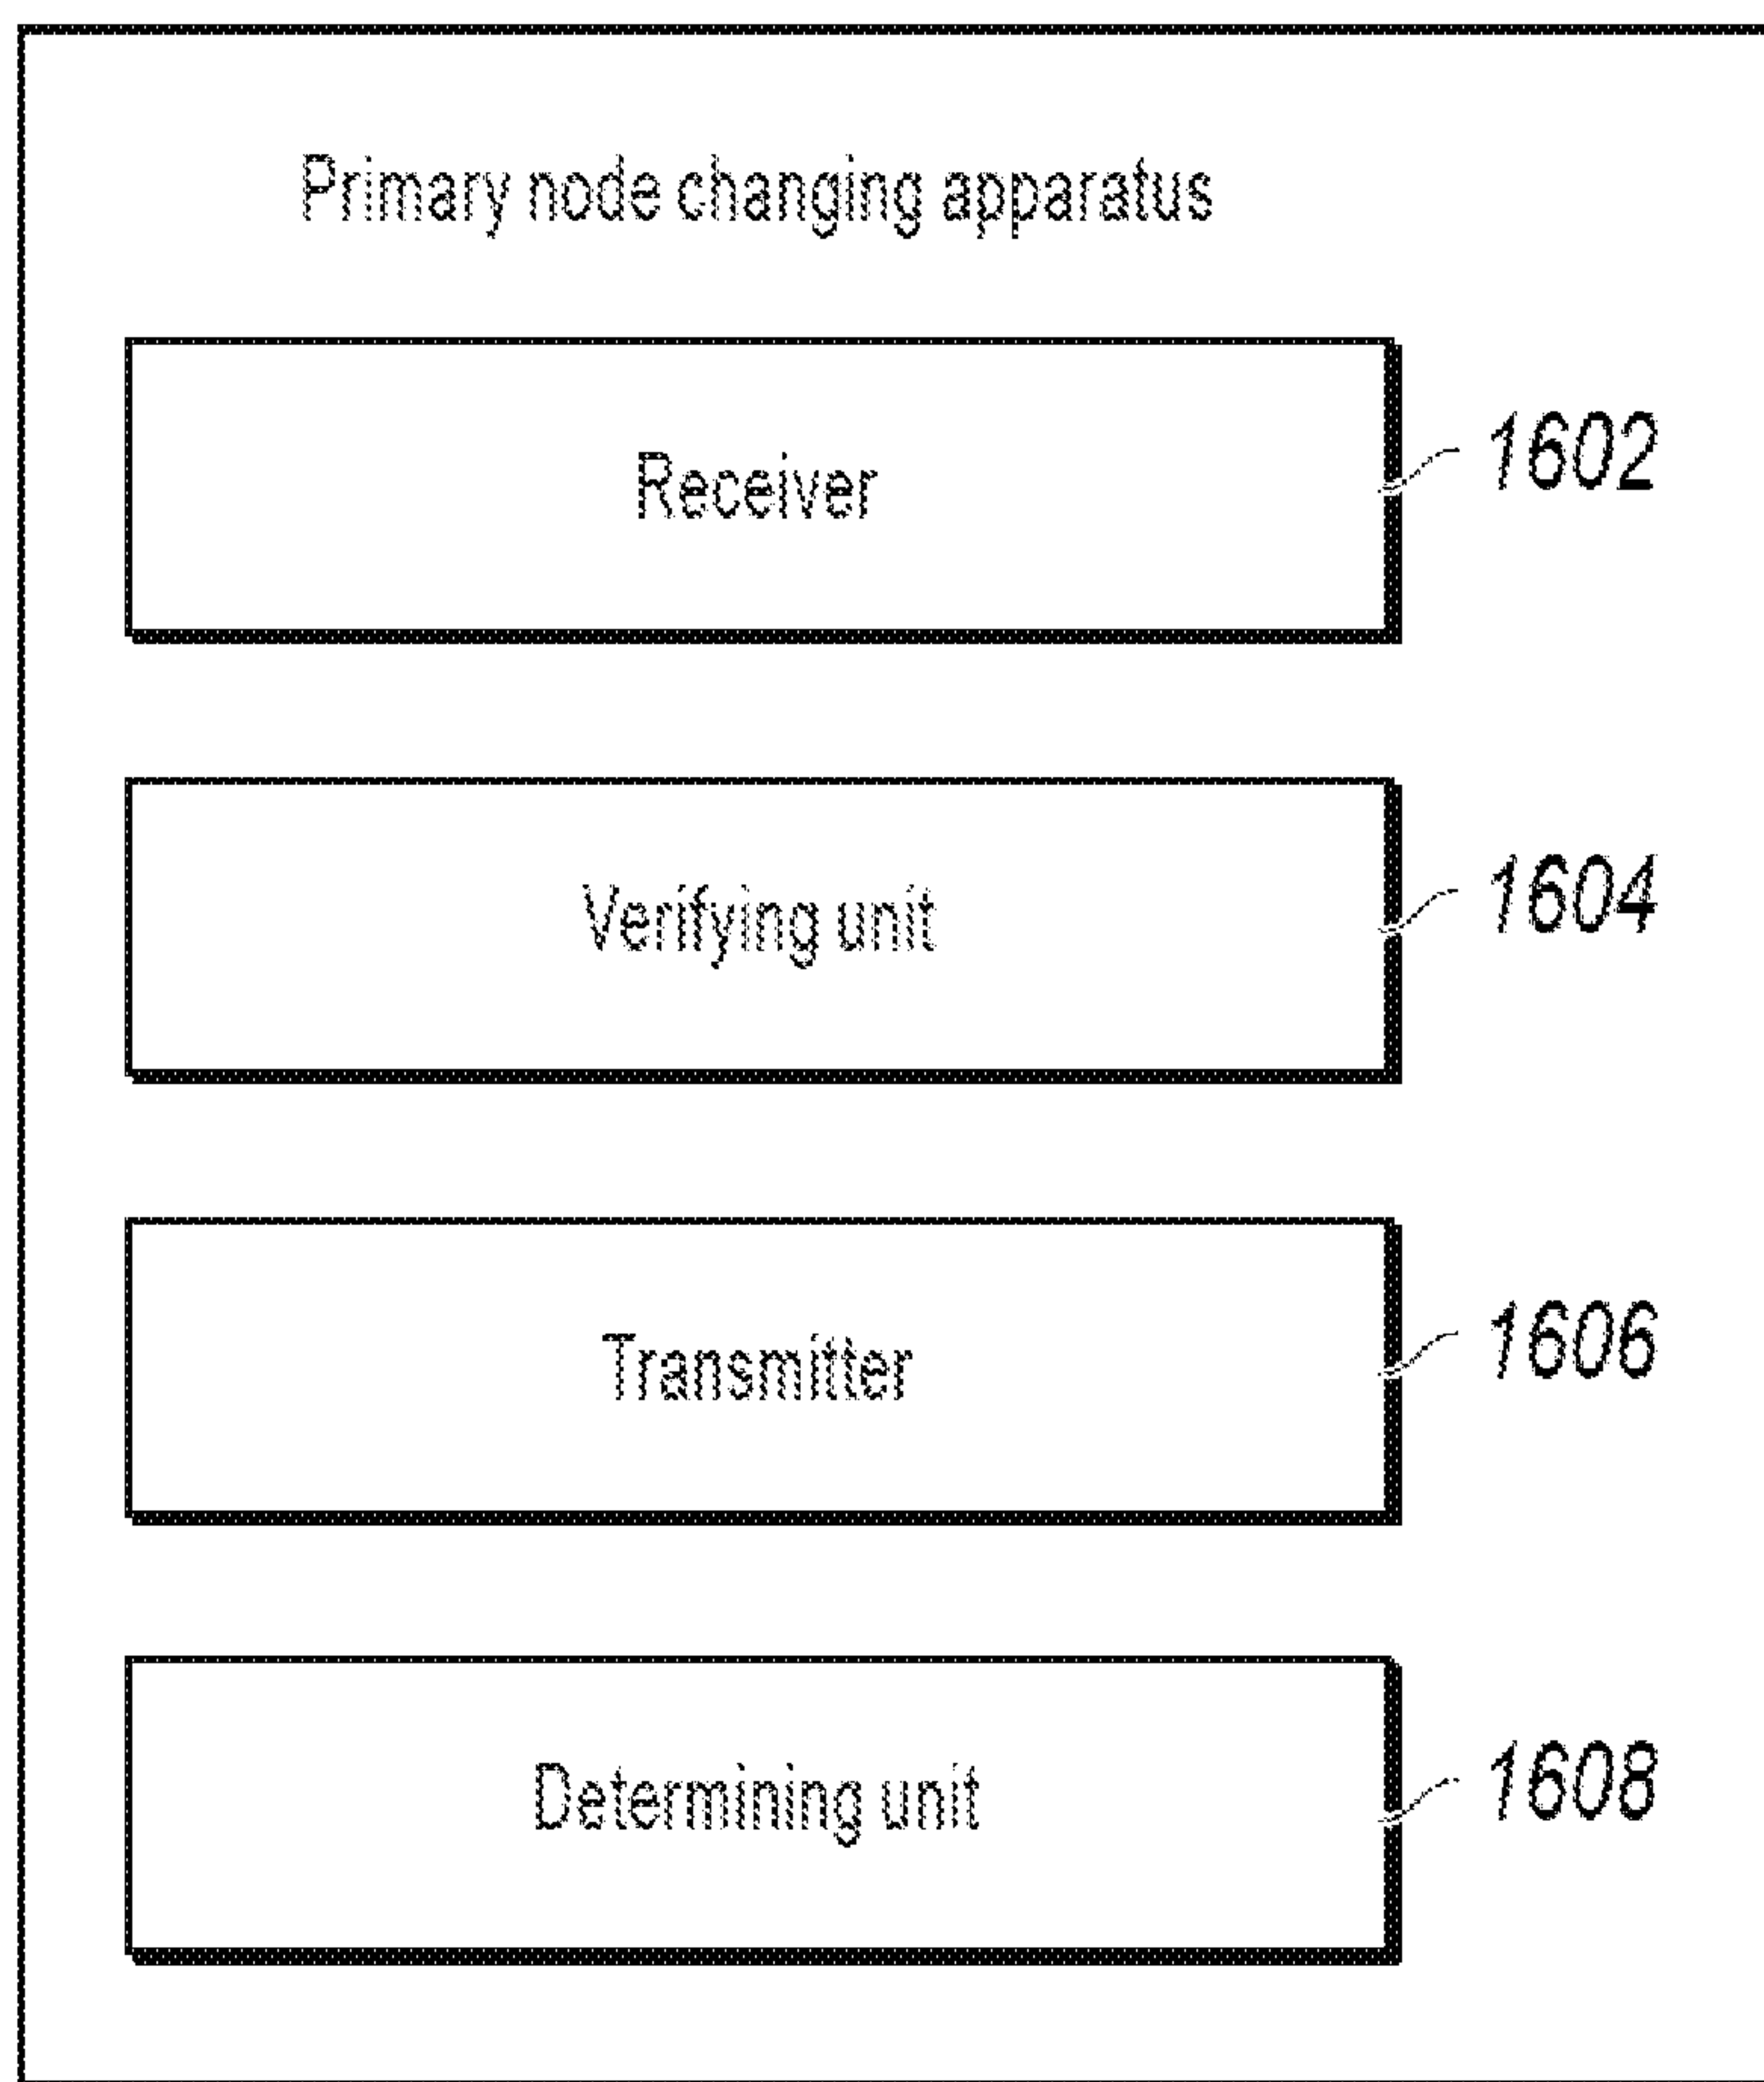 Primary node changing apparatus
Receiver
1602
Verifying unit
1604
Transmitter
1606
Determining unit
1608